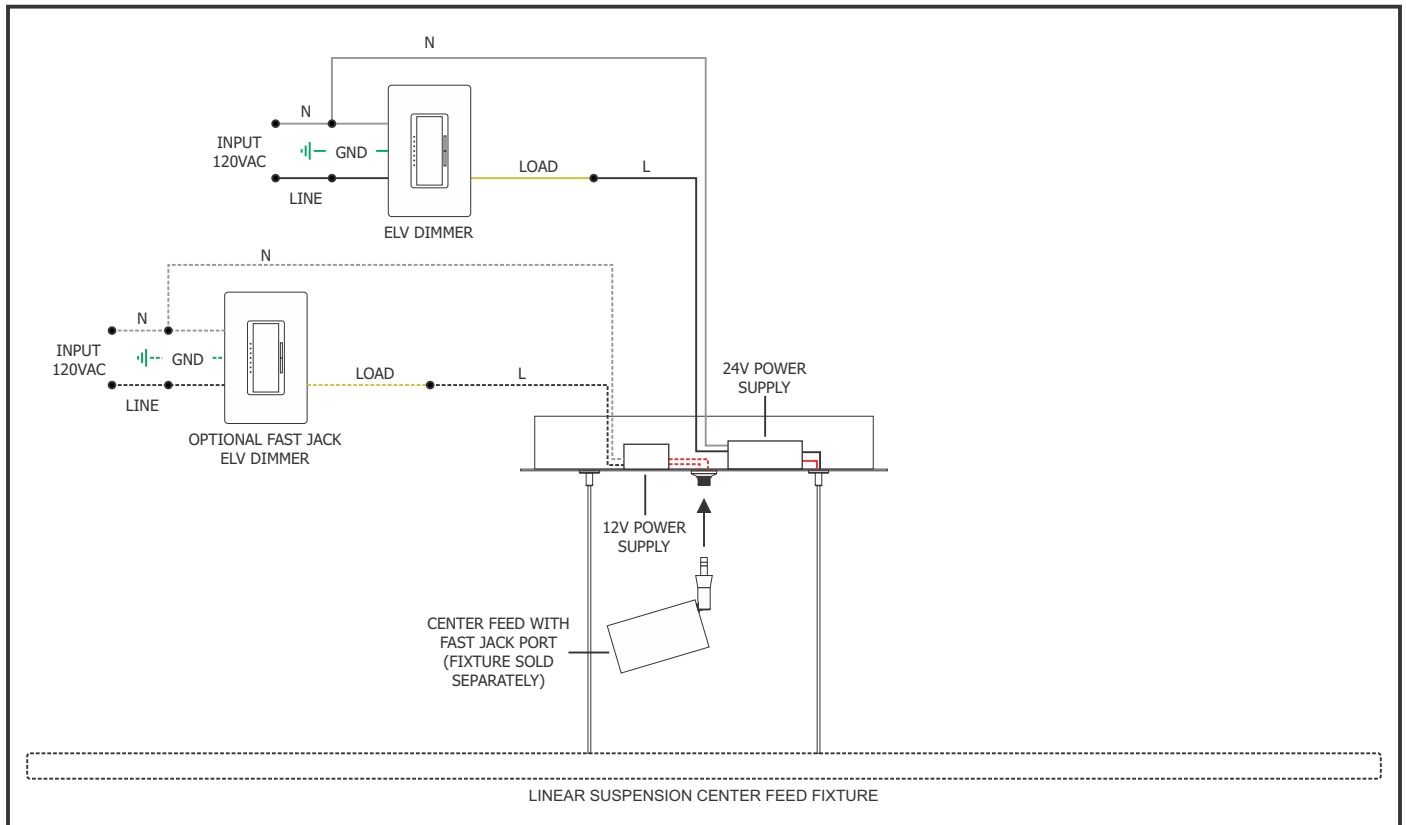 N
N
INPUT
120VAC
GND
LOAD
L
LINE
ELV DIMMER
N
N
INPUT
120VAC
GND
LOAD
L
LINE
OPTIONAL FAST JACK
ELV DIMMER
24V POWER
SUPPLY
12V POWER
SUPPLY
CENTER FEED WITH
FAST JACK PORT
(FIXTURE SOLD
SEPARATELY)
LINEAR SUSPENSION CENTER FEED FIXTURE